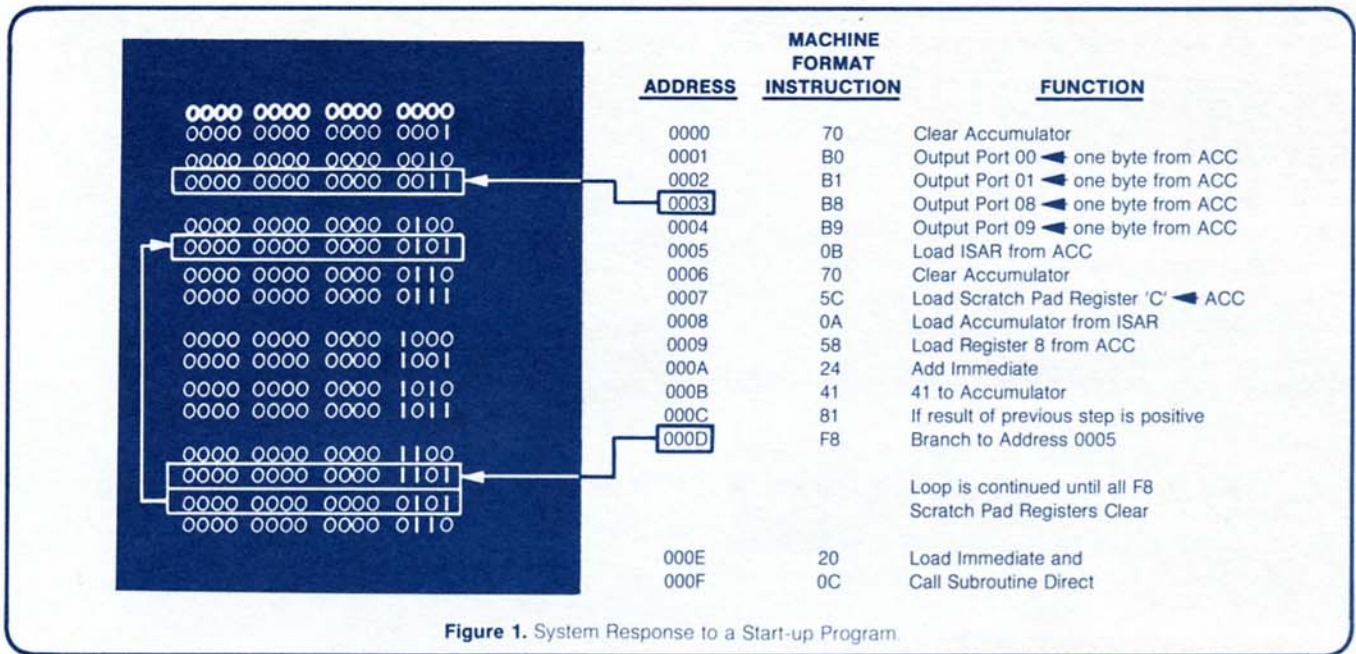 0000 0000 0000 0000
0000 0000 0000 0001
0000 0000 0000 0010
0000 0000 0000 0011
0000 0000 0000 0100
0000 0000 0000 0101
0000 0000 0000 0110
0000 0000 0000 0111
0000 0000 0000 1000
0000 0000 0000 1001
0000 0000 0000 1010
0000 0000 0000 1011
0000 0000 0000 1100
0000 0000 0000 1101
0000 0000 0000 0101
0000 0000 0000 0110
MACHINE
FORMAT
ADDRESS INSTRUCTION FUNCTION
0000 70 Clear Accumulator
0001 B0 Output Port 00 ◄ one byte from ACC
0002 B1 Output Port 01 ◄ one byte from ACC
0003 B8 Output Port 08 ◄ one byte from ACC
0004 B9 Output Port 09 ◄ one byte from ACC
0005 0B Load ISAR from ACC
0006 70 Clear Accumulator
0007 5C Load Scratch Pad Register 'C' ◄ ACC
0008 0A Load Accumulator from ISAR
0009 58 Load Register 8 from ACC
000A 24 Add Immediate
000B 41 41 to Accumulator
000C 81 If result of previous step is positive
000D F8 Branch to Address 0005
Loop is continued until all F8
Scratch Pad Registers Clear
000E 20 Load Immediate and
000F 0C Call Subroutine Direct
Figure 1. System Response to a Start-up Program